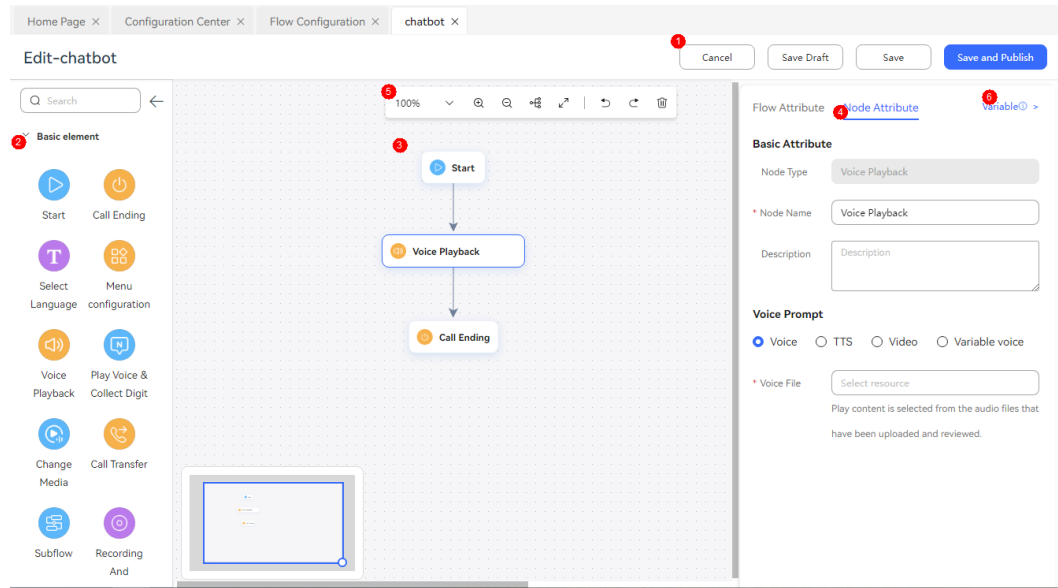 Home Page ×
Configuration Center ×
Flow Configuration ×
chatbot ×
Edit-chatbot
1
Cancel
Save Draft
Save
Save and Publish
Search
2
Basic element
Start
Call Ending
Select
Language
Menu
configuration
Voice
Playback
Play Voice &
Collect Digit
Change
Media
Call Transfer
Subflow
Recording
And
5
100%
3
Start
Voice Playback
Call Ending
Flow Attribute
4
Node Attribute
6
Variable >
Basic Attribute
Node Type
Voice Playback
* Node Name
Voice Playback
Description
Description
Voice Prompt
Voice
TTS
Video
Variable voice
* Voice File
Select resource
Play content is selected from the audio files that
have been uploaded and reviewed.